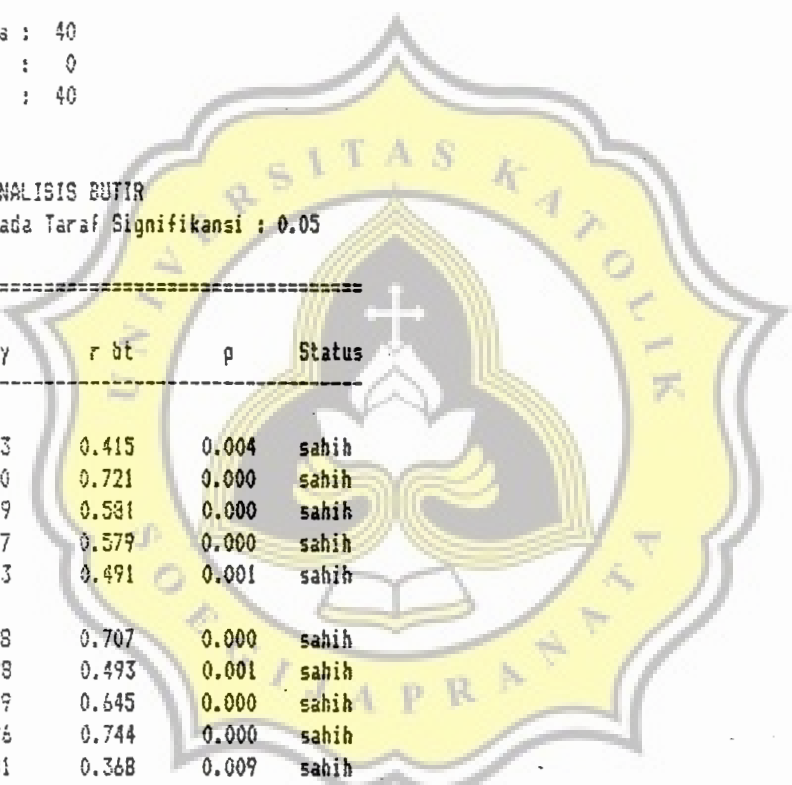 s : 40
: 0
: 40
NALISIS BUTIR
ada Taraf Signifikansi : 0.05
==================================
y r bt p Status
----------------------------------
3 0.415 0.004 sahih
0 0.721 0.000 sahih
9 0.581 0.000 sahih
7 0.579 0.000 sahih
3 0.491 0.001 sahih
8 0.707 0.000 sahih
8 0.493 0.001 sahih
9 0.645 0.000 sahih
6 0.744 0.000 sahih
1 0.368 0.009 sahih
UNIVERSITAS KATOLIK
SOEGIJAPRANATA